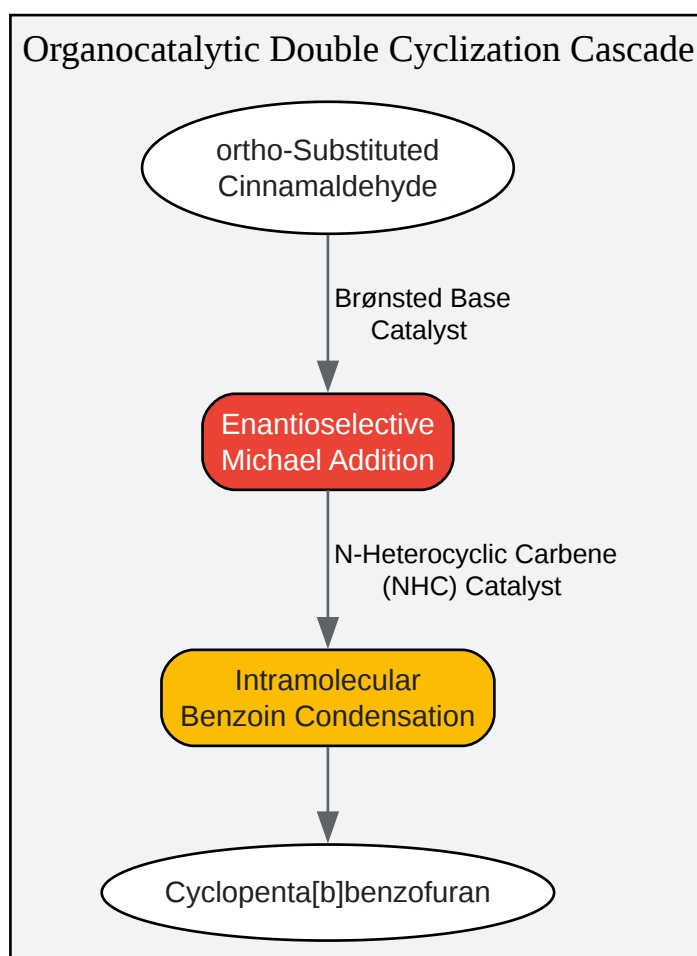 Organocatalytic Double Cyclization Cascade
ortho-Substituted
Cinnamaldehyde
Brønsted Base
Catalyst
Enantioselective
Michael Addition
N-Heterocyclic Carbene
(NHC) Catalyst
Intramolecular
Benzoin Condensation
Cyclopenta[b]benzofuran